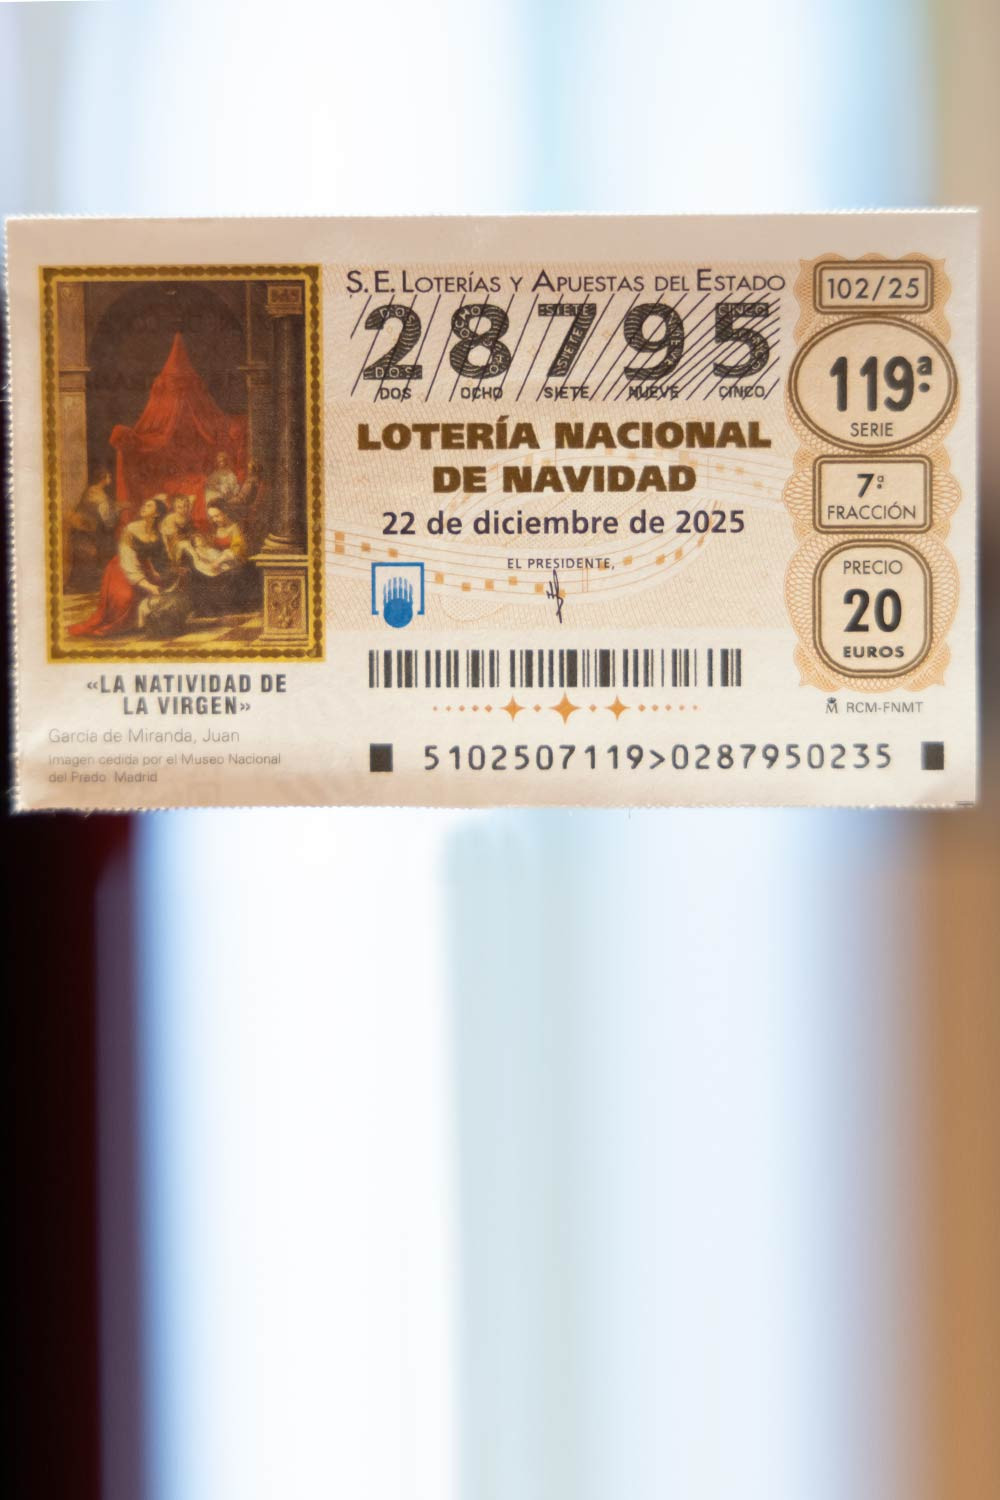 S.E. LOTERÍAS Y APUESTAS DEL ESTADO
28795
DOS OCHO SIETE NUEVE CINCO
LOTERÍA NACIONAL
DE NAVIDAD
22 de diciembre de 2025
EL PRESIDENTE,
5102507119>0287950235
102/25
119ª
SERIE
7ª
FRACCIÓN
PRECIO
20
EUROS
RCM-FNMT
«LA NATIVIDAD DE
LA VIRGEN»
García de Miranda, Juan
Imagen cedida por el Museo Nacional
del Prado. Madrid